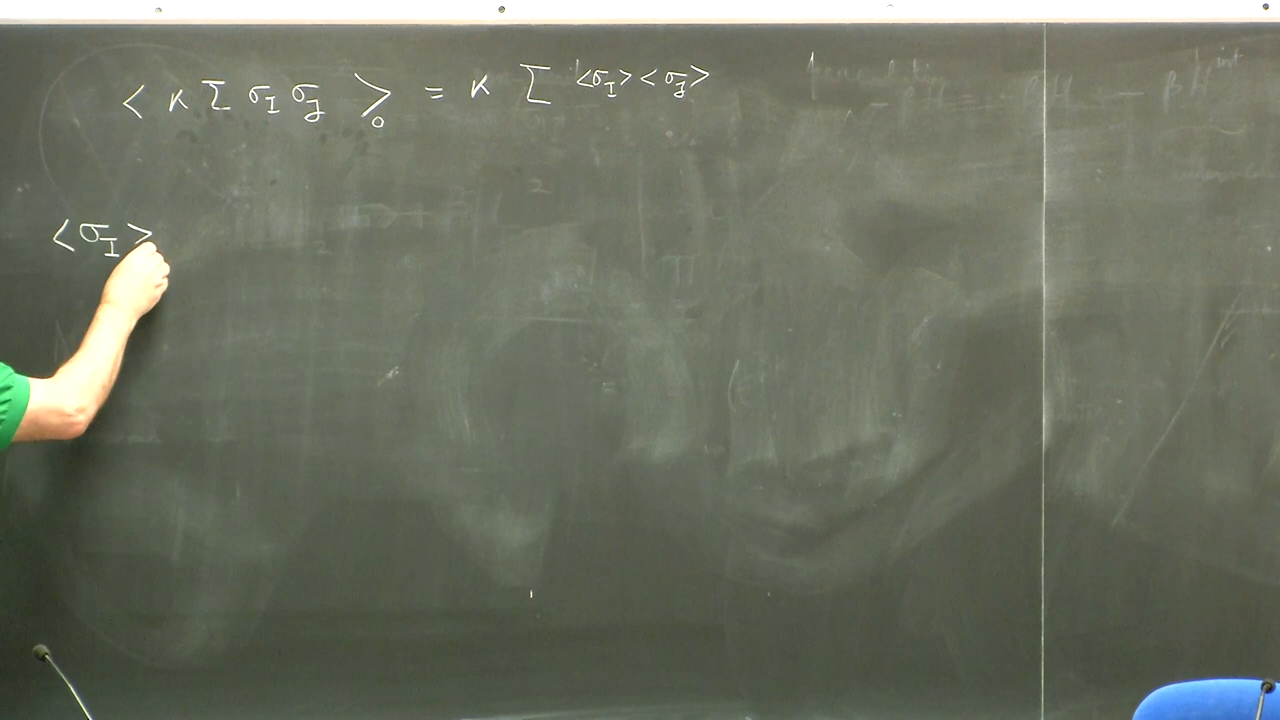 < K Σ σ_I σ_J >_0 = K Σ <σ_I> <σ_J>
<σ_I>